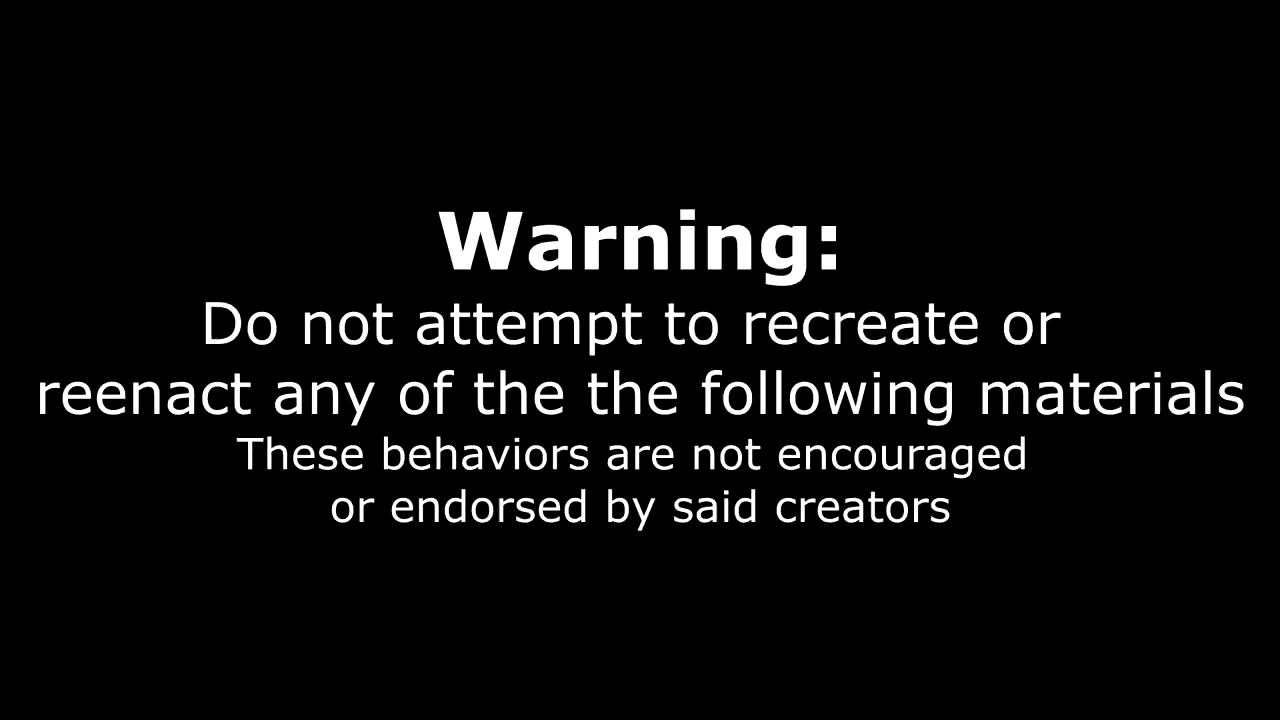 Warning:
Do not attempt to recreate or
reenact any of the the following materials
These behaviors are not encouraged
or endorsed by said creators